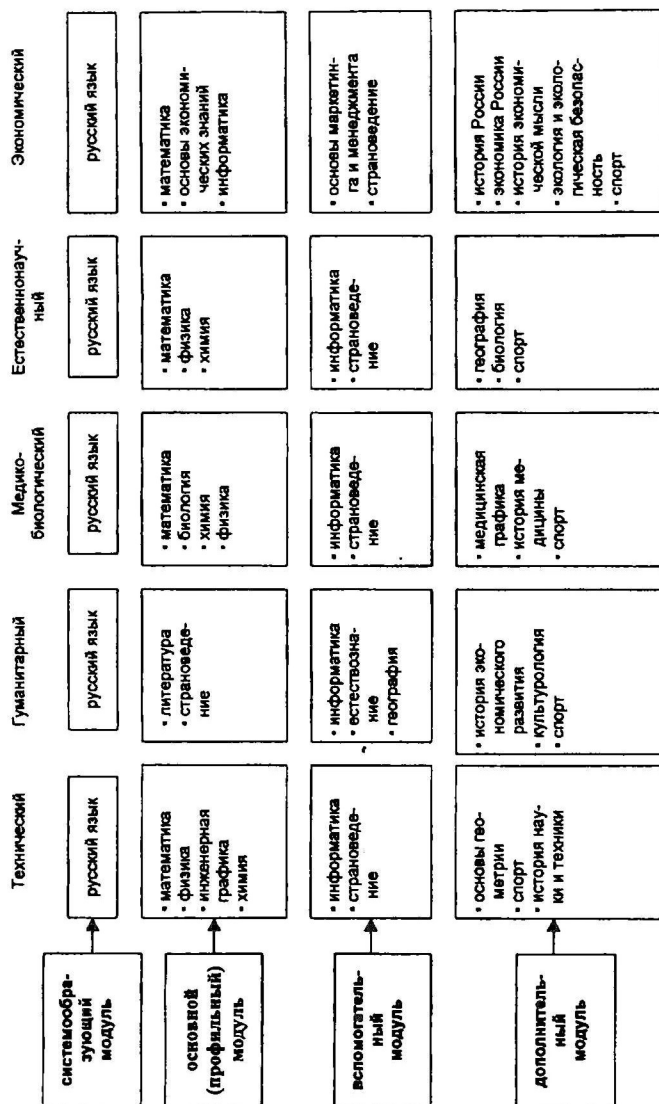 Технический
Гуманитарный
Медико-
биологический
Естественнонауч-
ный
Экономический
системообра-
зующий
модуль
русский язык
русский язык
русский язык
русский язык
русский язык
основной
(профильный)
модуль
• математика
• физика
• инженерная
графика
• химия
• литература
• страноведе-
ние
• математика
• биология
• химия
• физика
• математика
• физика
• химия
• математика
• основы экономи-
ческих знаний
• информатика
вспомогатель-
ный
модуль
• информатика
• страноведе-
ние
• информатика
• естествозна-
ние
• география
• информатика
• страноведе-
ние
• информатика
• страноведе-
ние
• основы маркетин-
га и менеджмента
• страноведение
дополнитель-
ный
модуль
• основы гео-
метрии
• спорт
• история нау-
ки и техники
• история эко-
номического
развития
• культурология
• спорт
• медицинская
графика
• история ме-
дицины
• спорт
• география
• биология
• спорт
• история России
• экономика России
• история экономи-
ческой мысли
• экология и эколо-
гическая безопас-
ность
• спорт